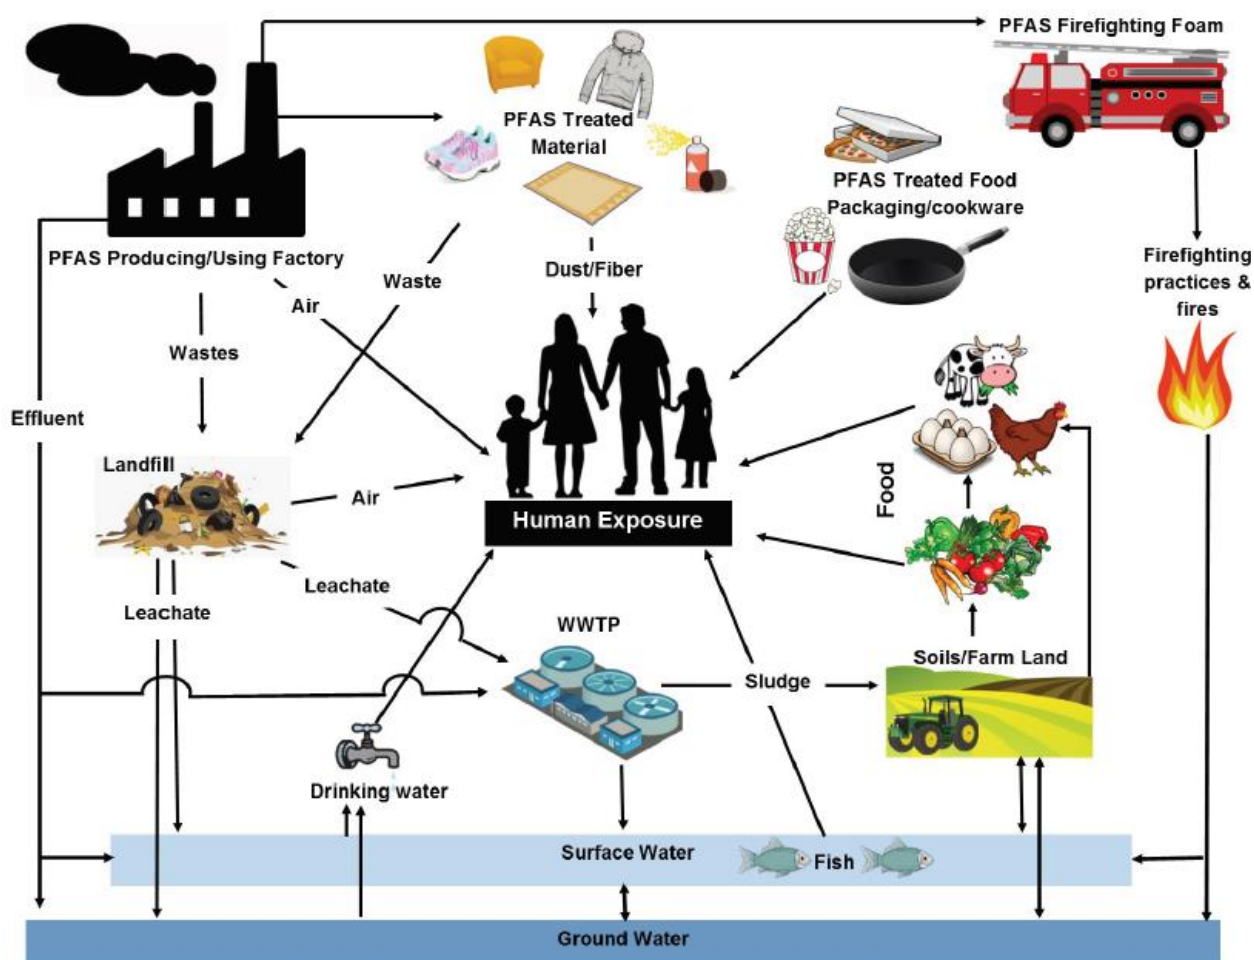 PFAS Firefighting Foam
PFAS Treated
Material
PFAS Treated Food
Packaging/cookware
PFAS Producing/Using Factory
Dust/Fiber
Firefighting
practices &
fires
Waste
Air
Wastes
Effluent
Landfill
Air
Food
Human Exposure
Leachate
Leachate
WWTP
Soils/Farm Land
Sludge
Drinking water
Surface Water
Fish
Ground Water